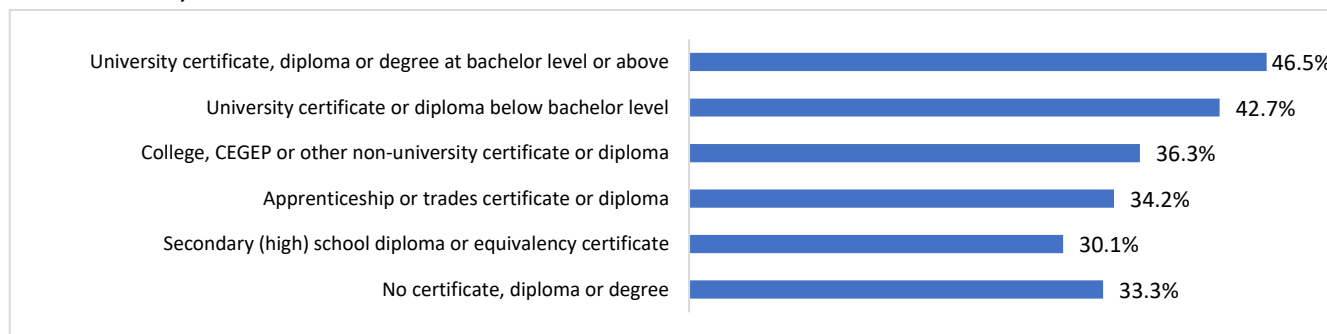 University certificate, diploma or degree at bachelor level or above 46.5%
University certificate or diploma below bachelor level 42.7%
College, CEGEP or other non-university certificate or diploma 36.3%
Apprenticeship or trades certificate or diploma 34.2%
Secondary (high) school diploma or equivalency certificate 30.1%
No certificate, diploma or degree 33.3%